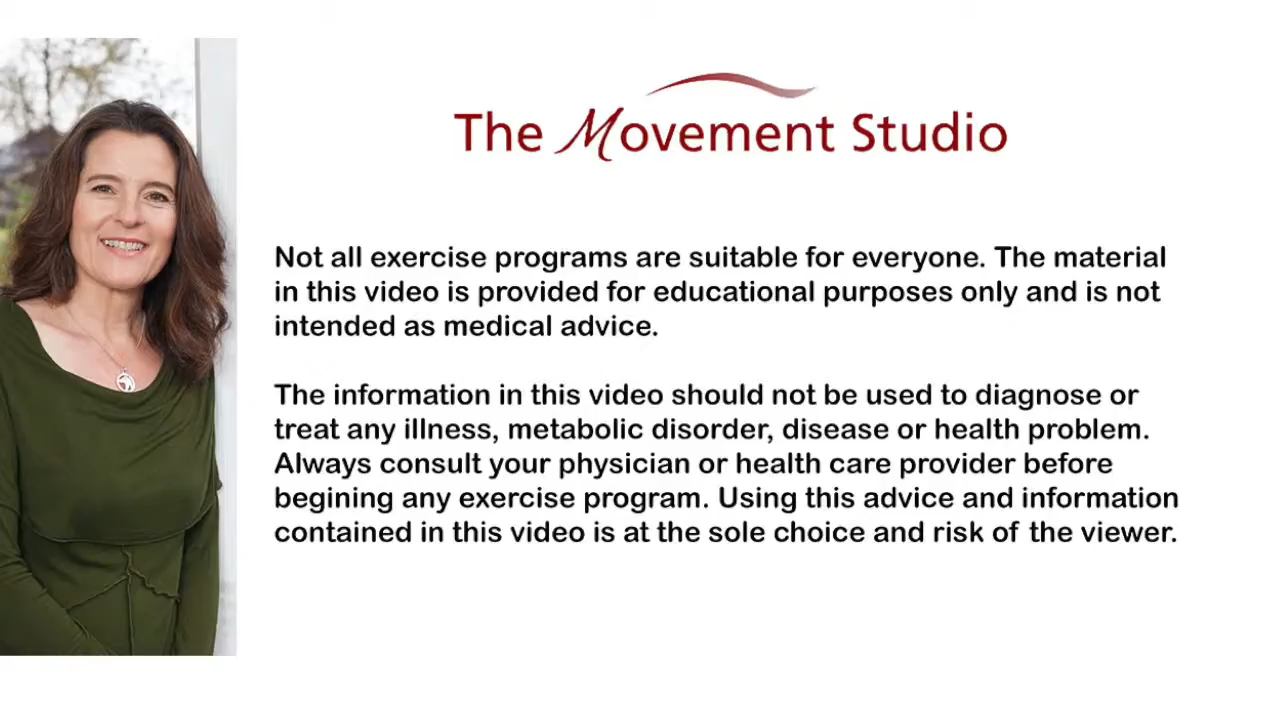 The Movement Studio
Not all exercise programs are suitable for everyone. The material
in this video is provided for educational purposes only and is not
intended as medical advice.
The information in this video should not be used to diagnose or
treat any illness, metabolic disorder, disease or health problem.
Always consult your physician or health care provider before
begining any exercise program. Using this advice and information
contained in this video is at the sole choice and risk of the viewer.